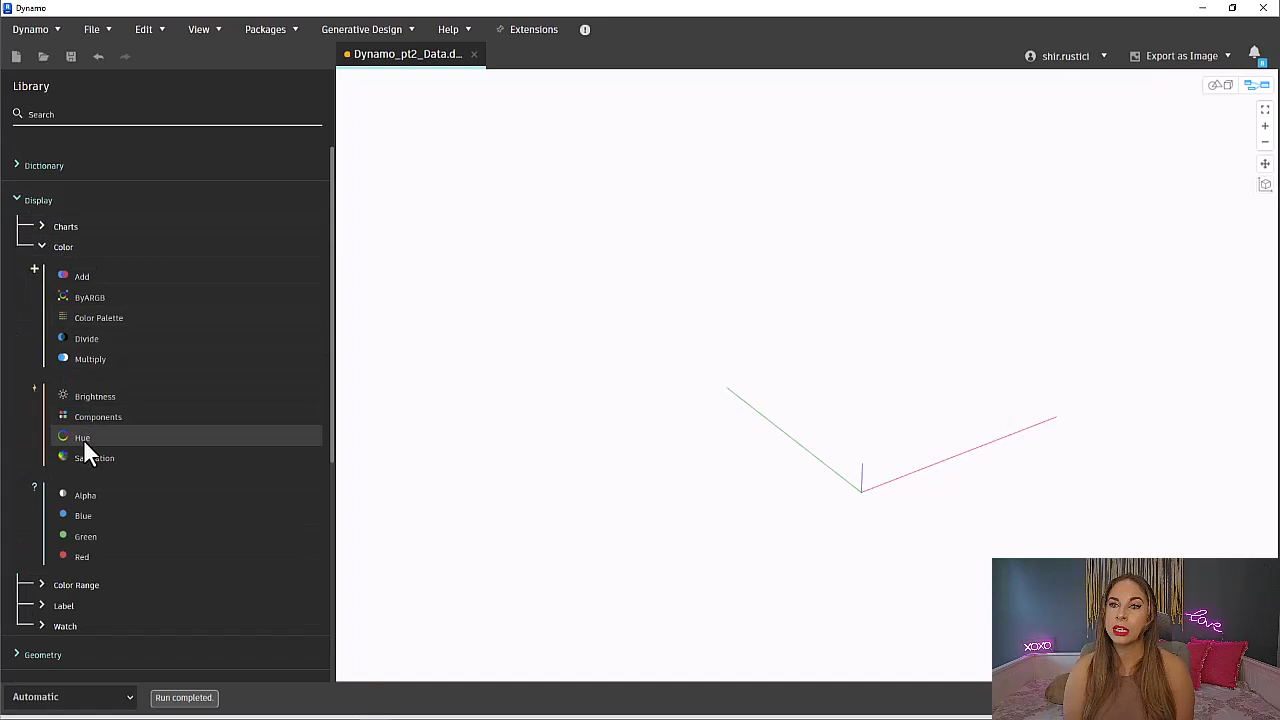 Dynamo
Dynamo File Edit View Packages Generative Design Help Extensions
Dynamo_pt2_Data.d...
shir.rustici Export as Image
Library
Search
Dictionary
Display
Charts
Color
Add
ByARGB
Color Palette
Divide
Multiply
Brightness
Components
Hue
Saturation
?
Alpha
Blue
Green
Red
Color Range
Label
Watch
Geometry
Automatic
Run completed.
love
XOXO